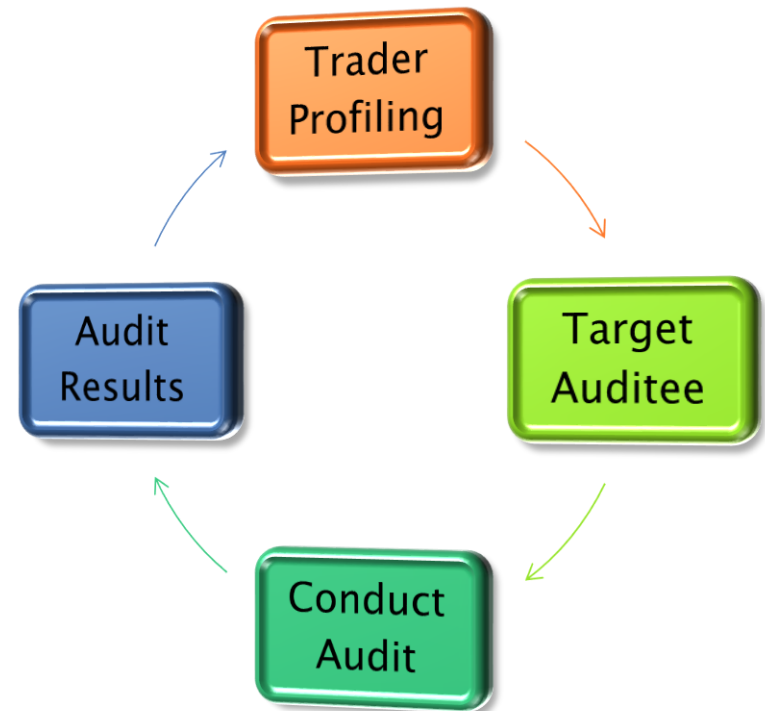 Trader
Profiling
Target
Auditee
Conduct
Audit
Audit
Results